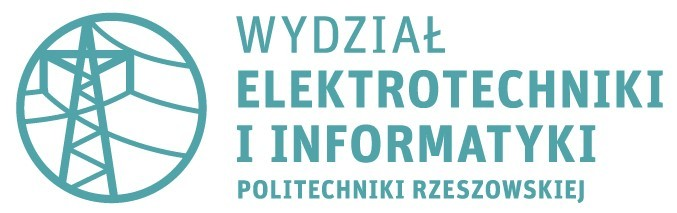 WYDZIAŁ
ELEKTROTECHNIKI
I INFORMATYKI
POLITECHNIKI RZESZOWSKIEJ